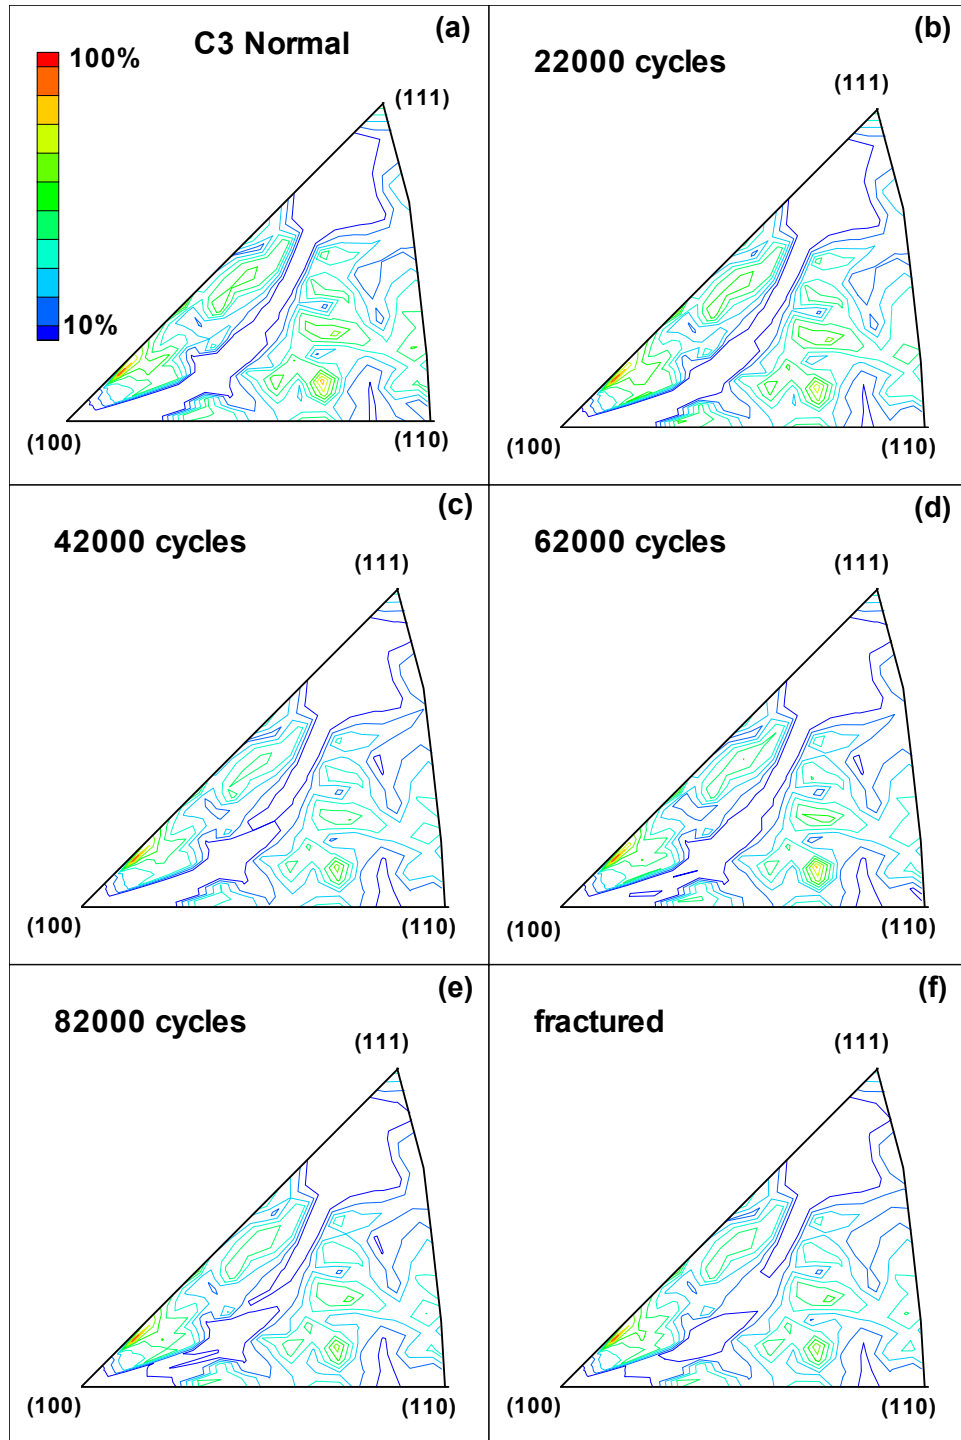 (a)
C3 Normal
100%
10%
(111)
(100)
(110)
(b)
22000 cycles
(111)
(100)
(110)
(c)
42000 cycles
(111)
(100)
(110)
(d)
62000 cycles
(111)
(100)
(110)
(e)
82000 cycles
(111)
(100)
(110)
(f)
fractured
(111)
(100)
(110)